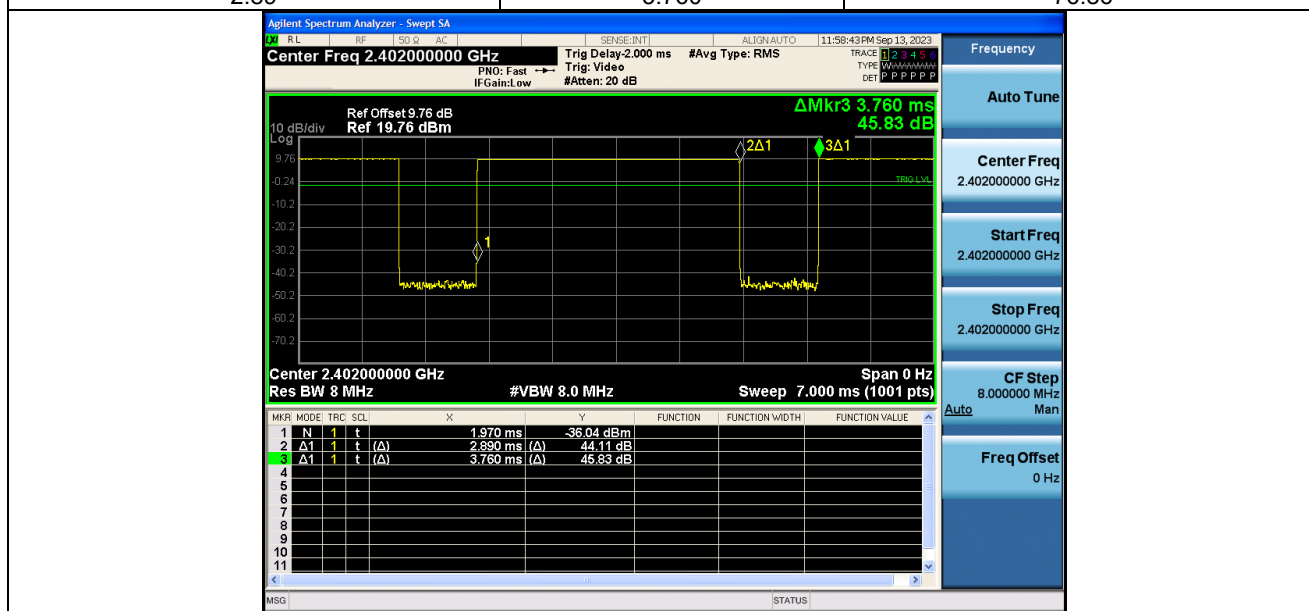 Agilent Spectrum Analyzer - Swept SA
LXI RL RF 50 Ω AC SENSE:INT ALIGN AUTO 11:58:43 PM Sep 13, 2023
Center Freq 2.402000000 GHz Trig Delay-2.000 ms #Avg Type: RMS TRACE 1 2 3 4 5 6
PNO: Fast Trig: Video TYPE WWWWWW
IFGain:Low #Atten: 20 dB DET P P P P P P
ΔMkr3 3.760 ms
45.83 dB
Ref Offset 9.76 dB
10 dB/div Ref 19.76 dBm
Log
9.76
-0.24
-10.2
-20.2
-30.2
-40.2
-50.2
-60.2
-70.2
2Δ1
3Δ1
TRIG LVL
1
Center 2.402000000 GHz Span 0 Hz
Res BW 8 MHz #VBW 8.0 MHz Sweep 7.000 ms (1001 pts)
MKR MODE TRC SCL X Y FUNCTION FUNCTION WIDTH FUNCTION VALUE
1 N 1 t 1.970 ms -36.04 dBm
2 Δ1 1 t (Δ) 2.890 ms (Δ) 44.11 dB
3 Δ1 1 t (Δ) 3.760 ms (Δ) 45.83 dB
4
5
6
7
8
9
10
11
MSG STATUS
Frequency
Auto Tune
Center Freq
2.402000000 GHz
Start Freq
2.402000000 GHz
Stop Freq
2.402000000 GHz
CF Step
8.000000 MHz
Auto Man
Freq Offset
0 Hz